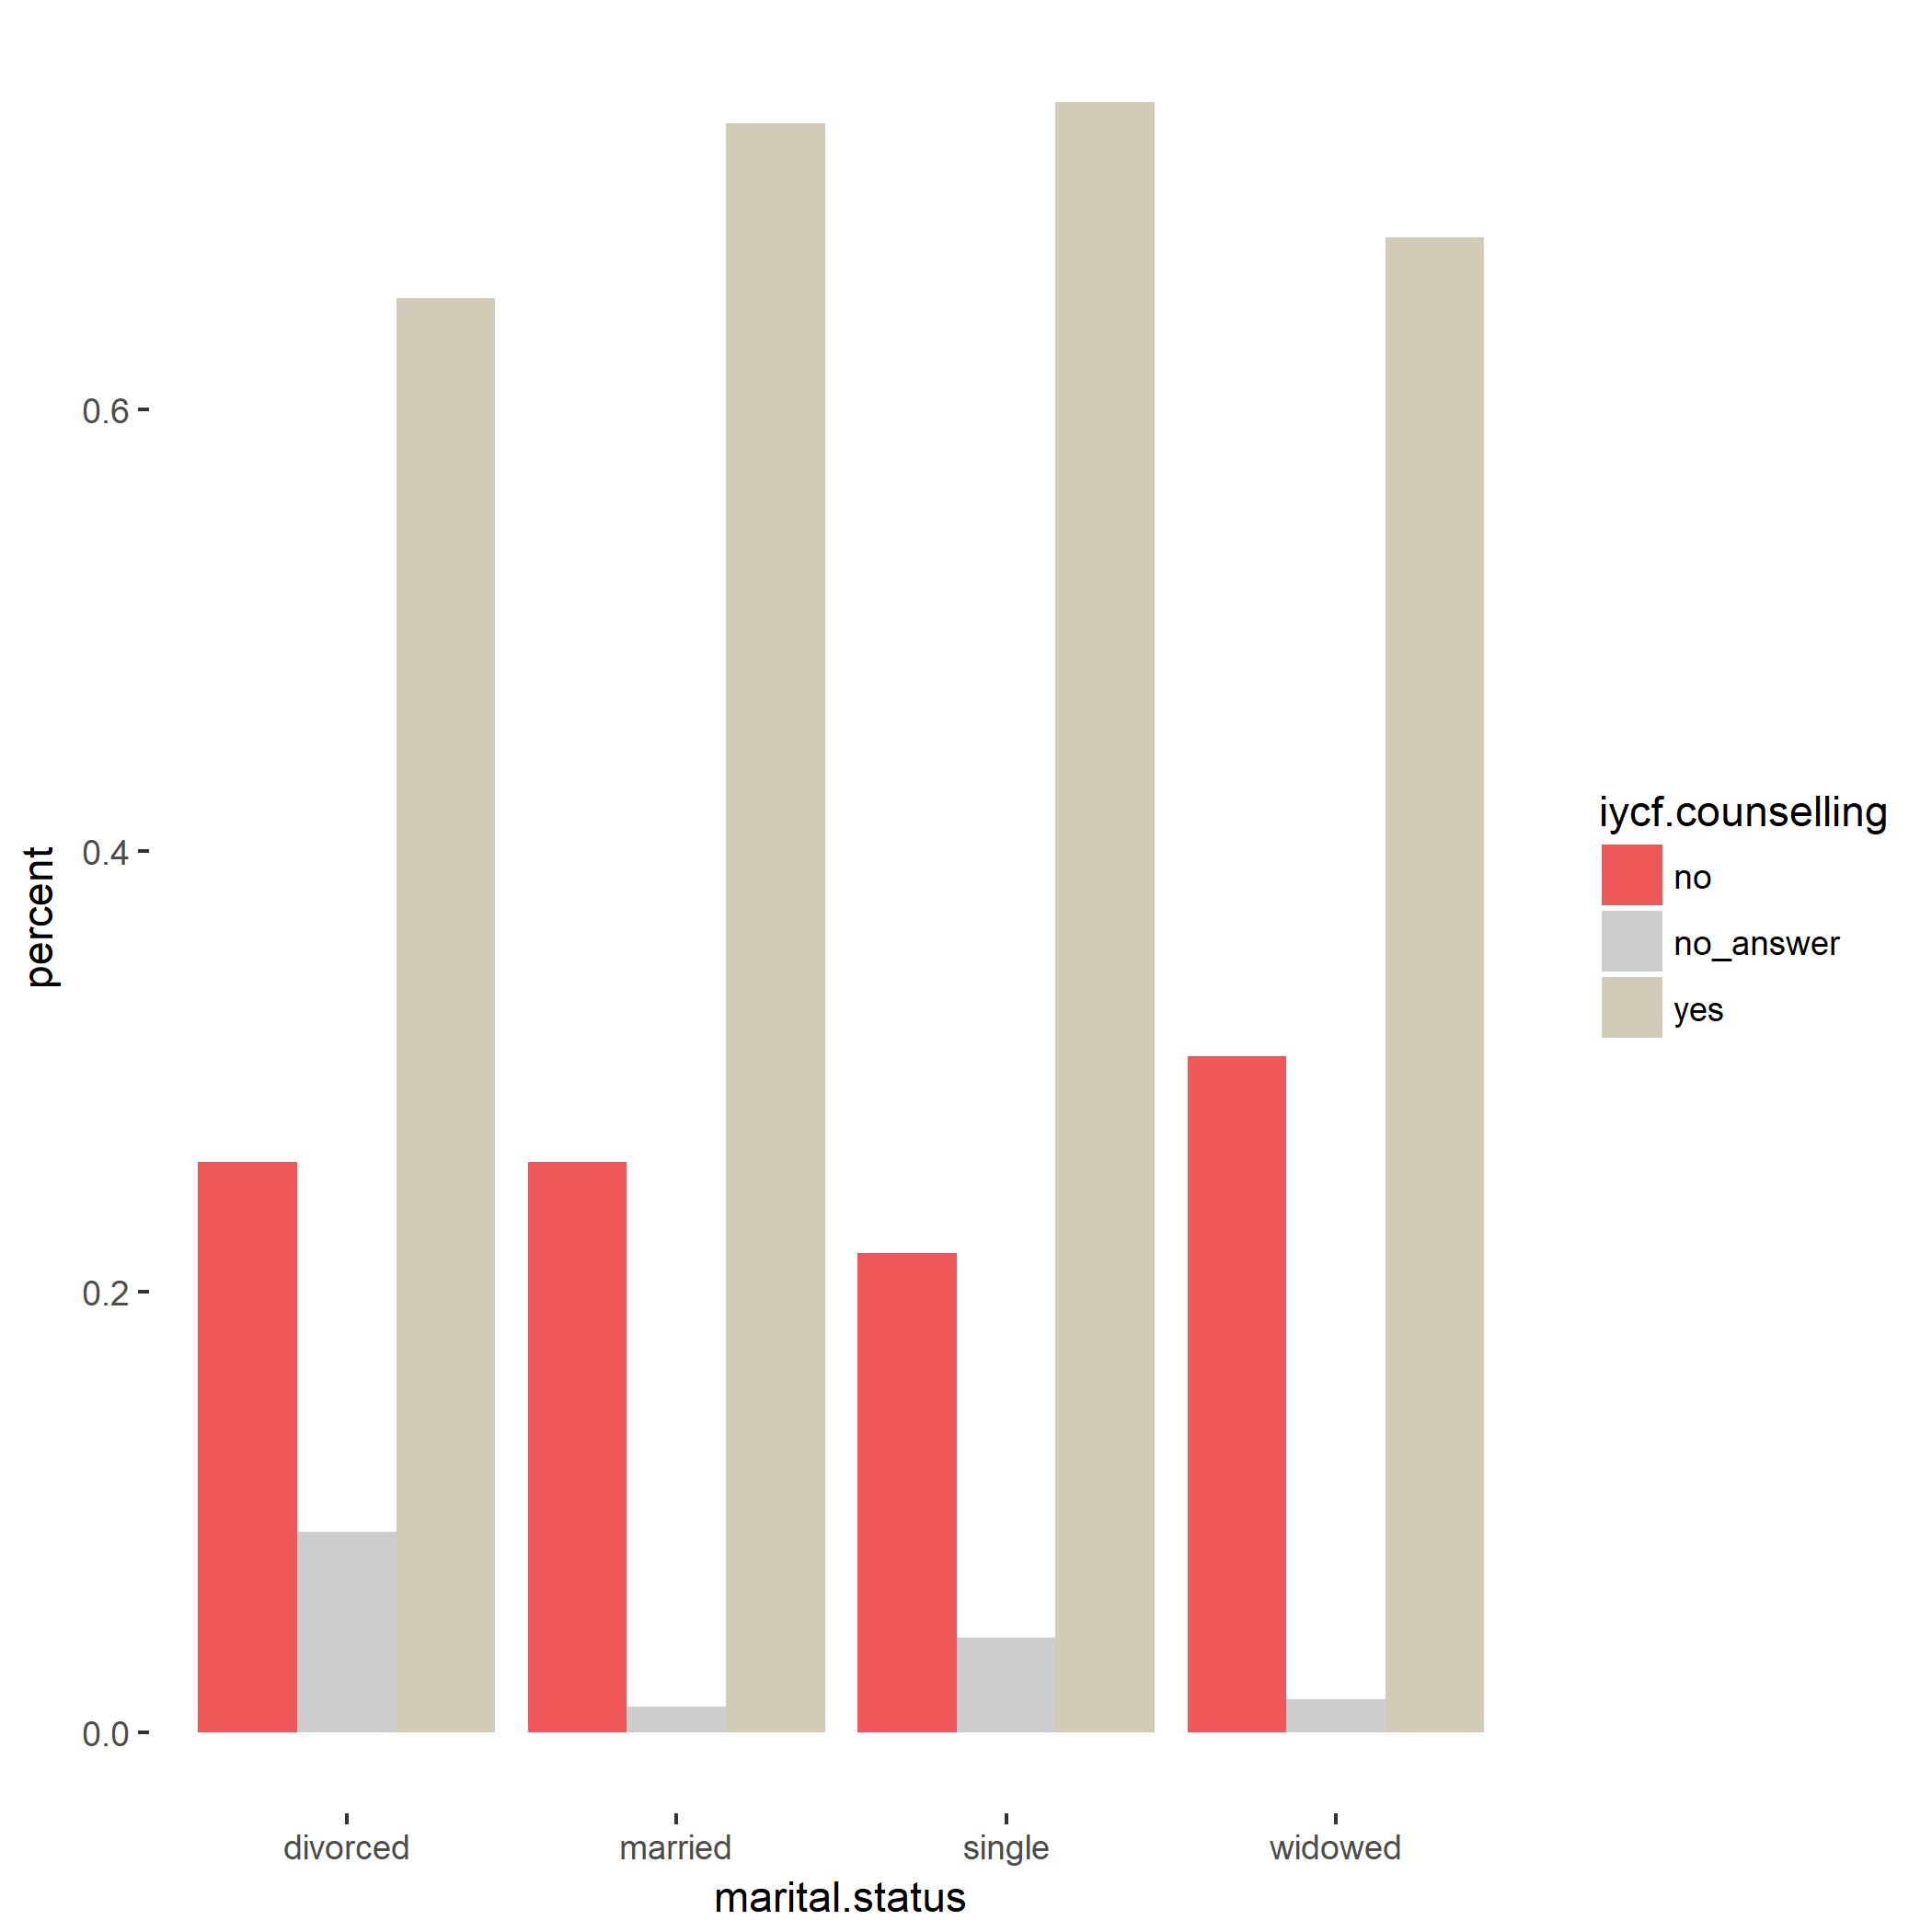 percent
0.6
0.4
0.2
0.0
divorced married single widowed
marital.status
iycf.counselling
no
no_answer
yes